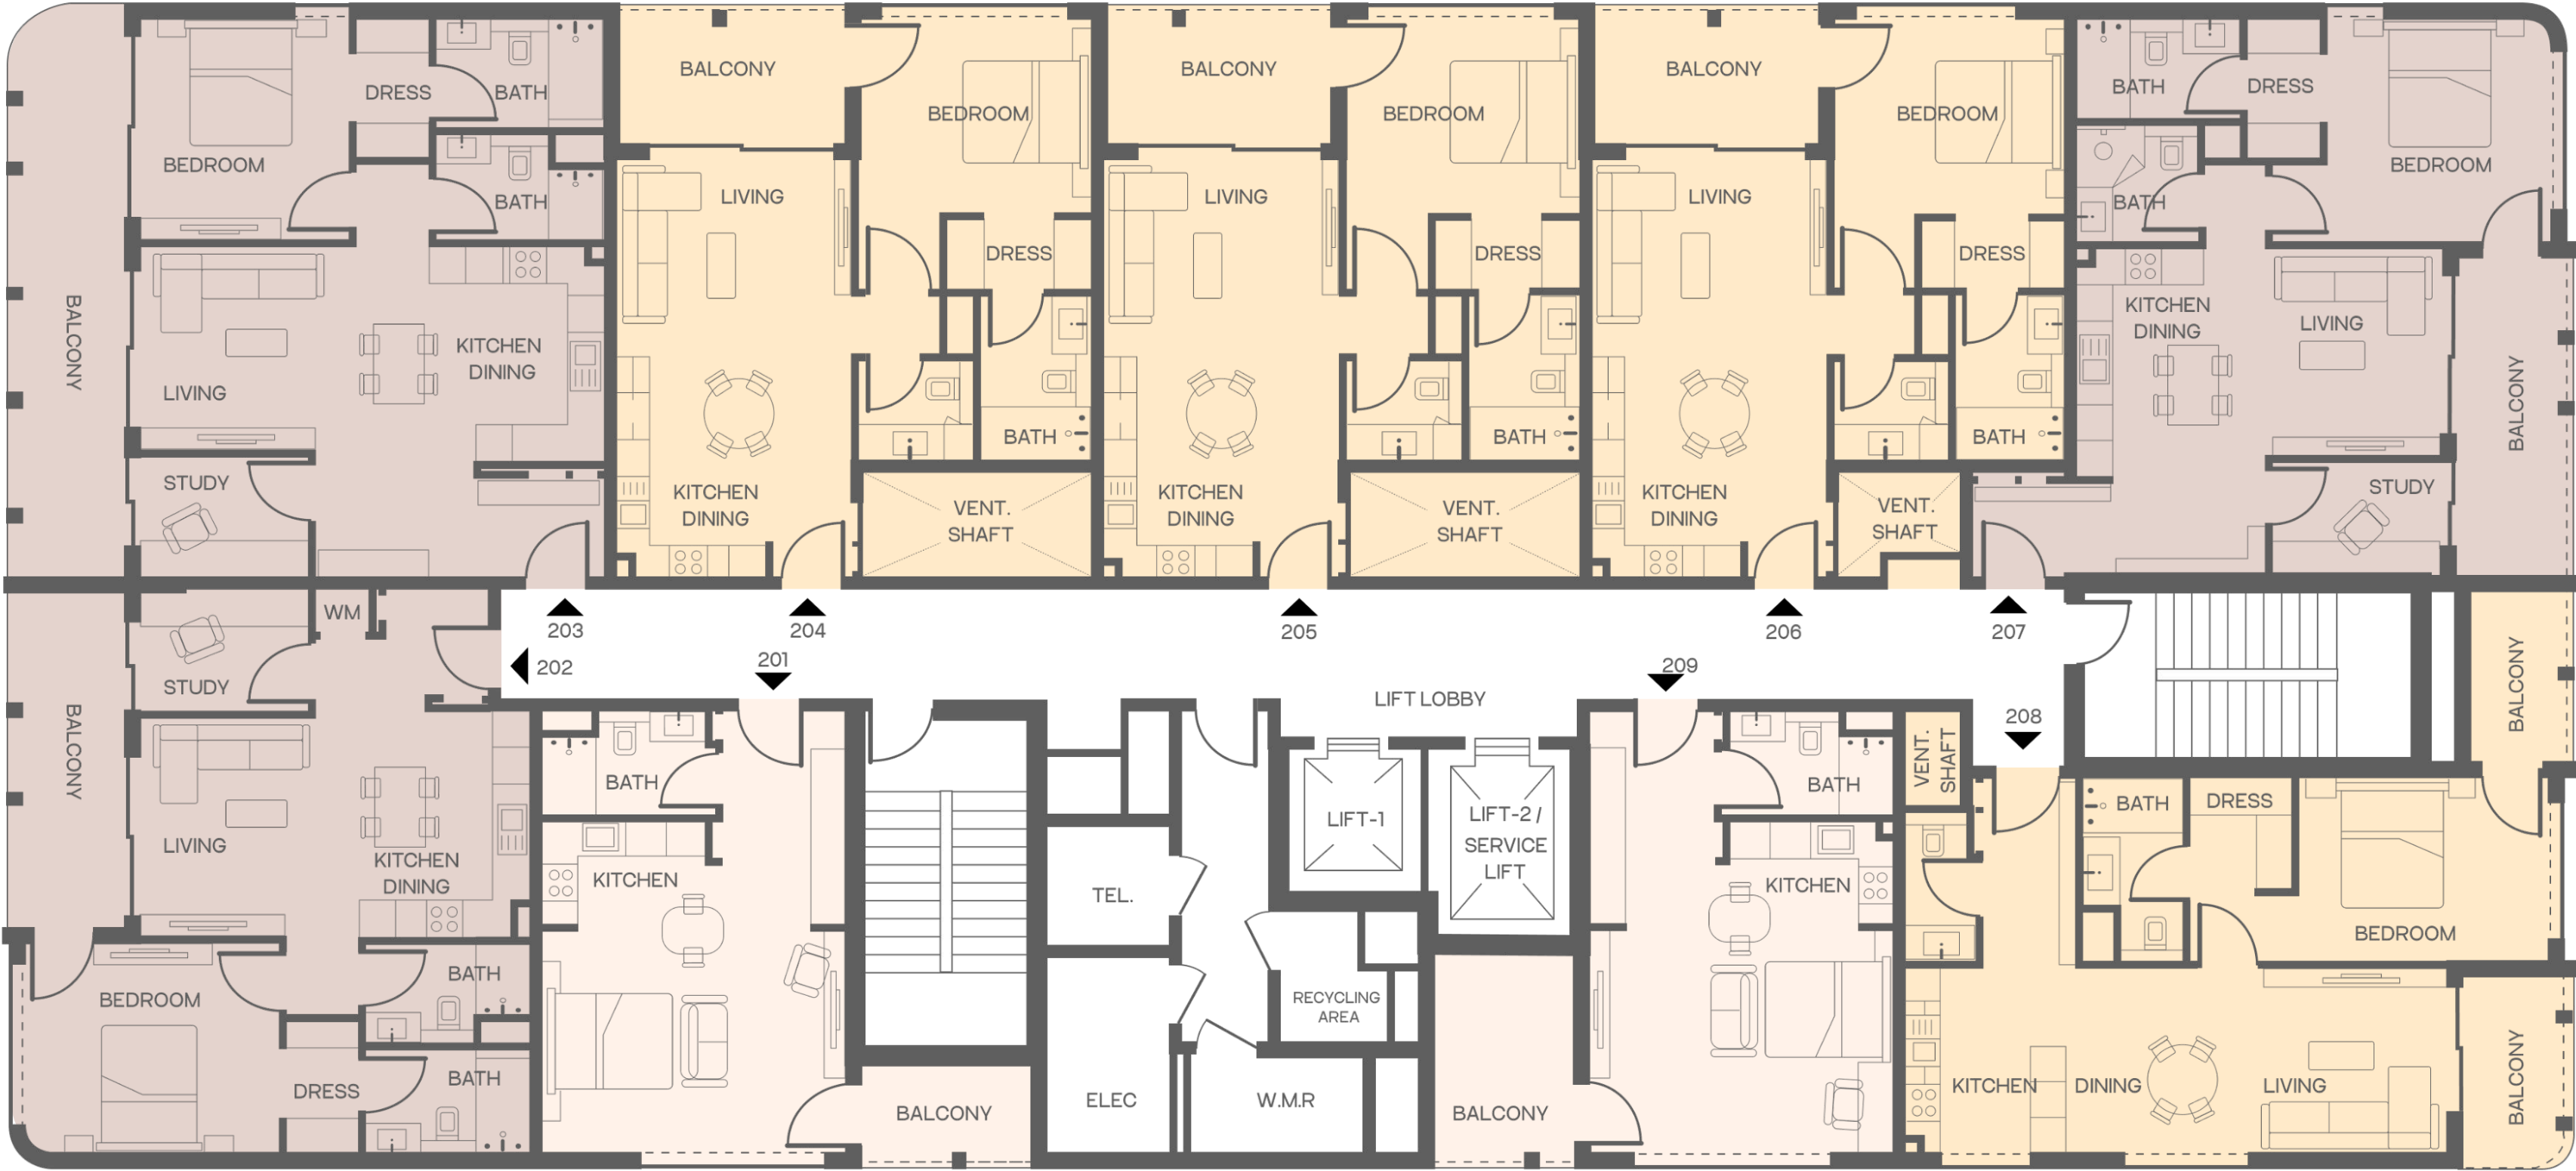 BEDROOM
DRESS
BATH
BATH
BALCONY
LIVING
KITCHEN
DINING
STUDY
203
BALCONY
BEDROOM
LIVING
DRESS
BATH
KITCHEN
DINING
VENT.
SHAFT
204
BALCONY
BEDROOM
LIVING
DRESS
BATH
KITCHEN
DINING
VENT.
SHAFT
205
BALCONY
BEDROOM
LIVING
DRESS
BATH
KITCHEN
DINING
VENT.
SHAFT
206
BATH
DRESS
BEDROOM
BATH
KITCHEN
DINING
LIVING
BALCONY
STUDY
207
WM
STUDY
202
BALCONY
LIVING
KITCHEN
DINING
BEDROOM
BATH
DRESS
BATH
201
BATH
KITCHEN
BALCONY
LIFT LOBBY
LIFT-1
LIFT-2 /
SERVICE
LIFT
TEL.
RECYCLING
AREA
ELEC
W.M.R
209
BATH
KITCHEN
BALCONY
208
VENT.
SHAFT
BATH
DRESS
BALCONY
BEDROOM
KITCHEN
DINING
LIVING
BALCONY